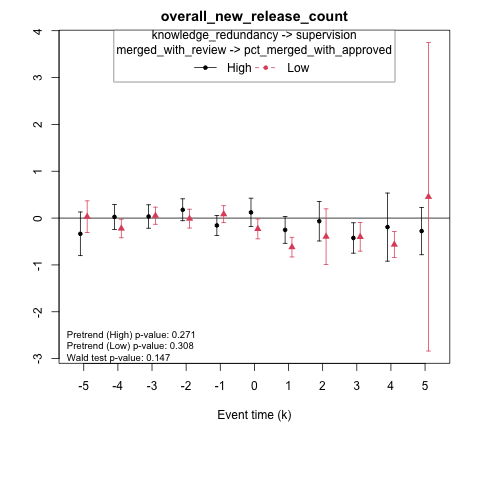 overall_new_release_count
knowledge_redundancy -> supervision
merged_with_review -> pct_merged_with_approved
High
Low
4
3
2
1
0
-1
-2
-3
Pretrend (High) p-value: 0.271
Pretrend (Low) p-value: 0.308
Wald test p-value: 0.147
-5 -4 -3 -2 -1 0 1 2 3 4 5
Event time (k)